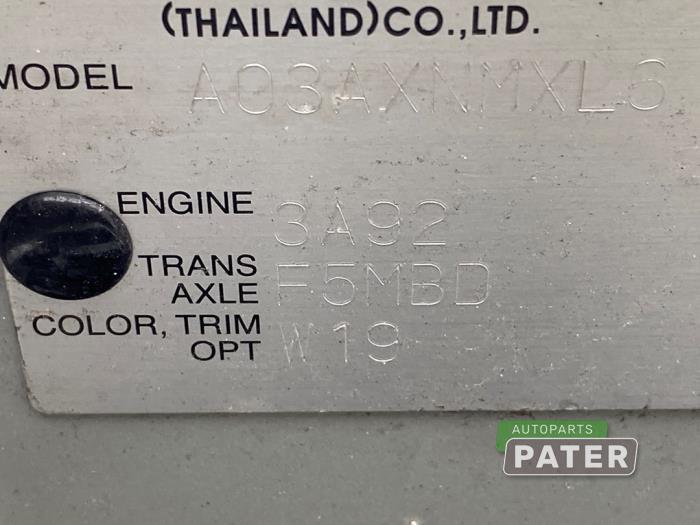 (THAILAND)CO.,LTD.
MODEL A03AXNMXL6
ENGINE 3A92
TRANS
AXLE F5MBD
COLOR, TRIM
OPT W19
AUTOPARTS
PATER